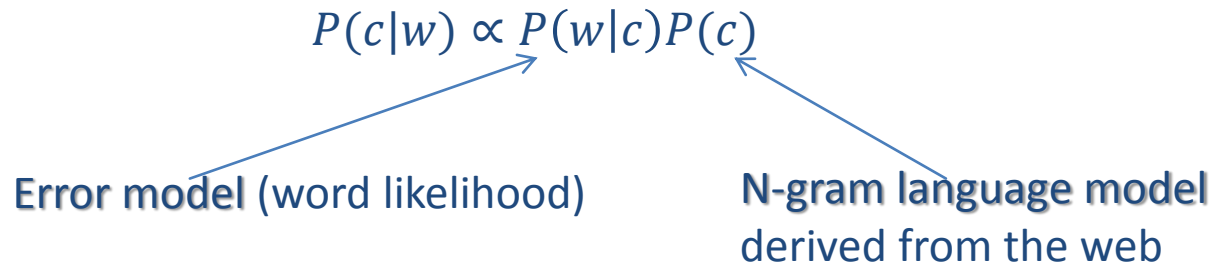 P(c|w) ∝ P(w|c)P(c)
Error model (word likelihood)
N-gram language model
derived from the web